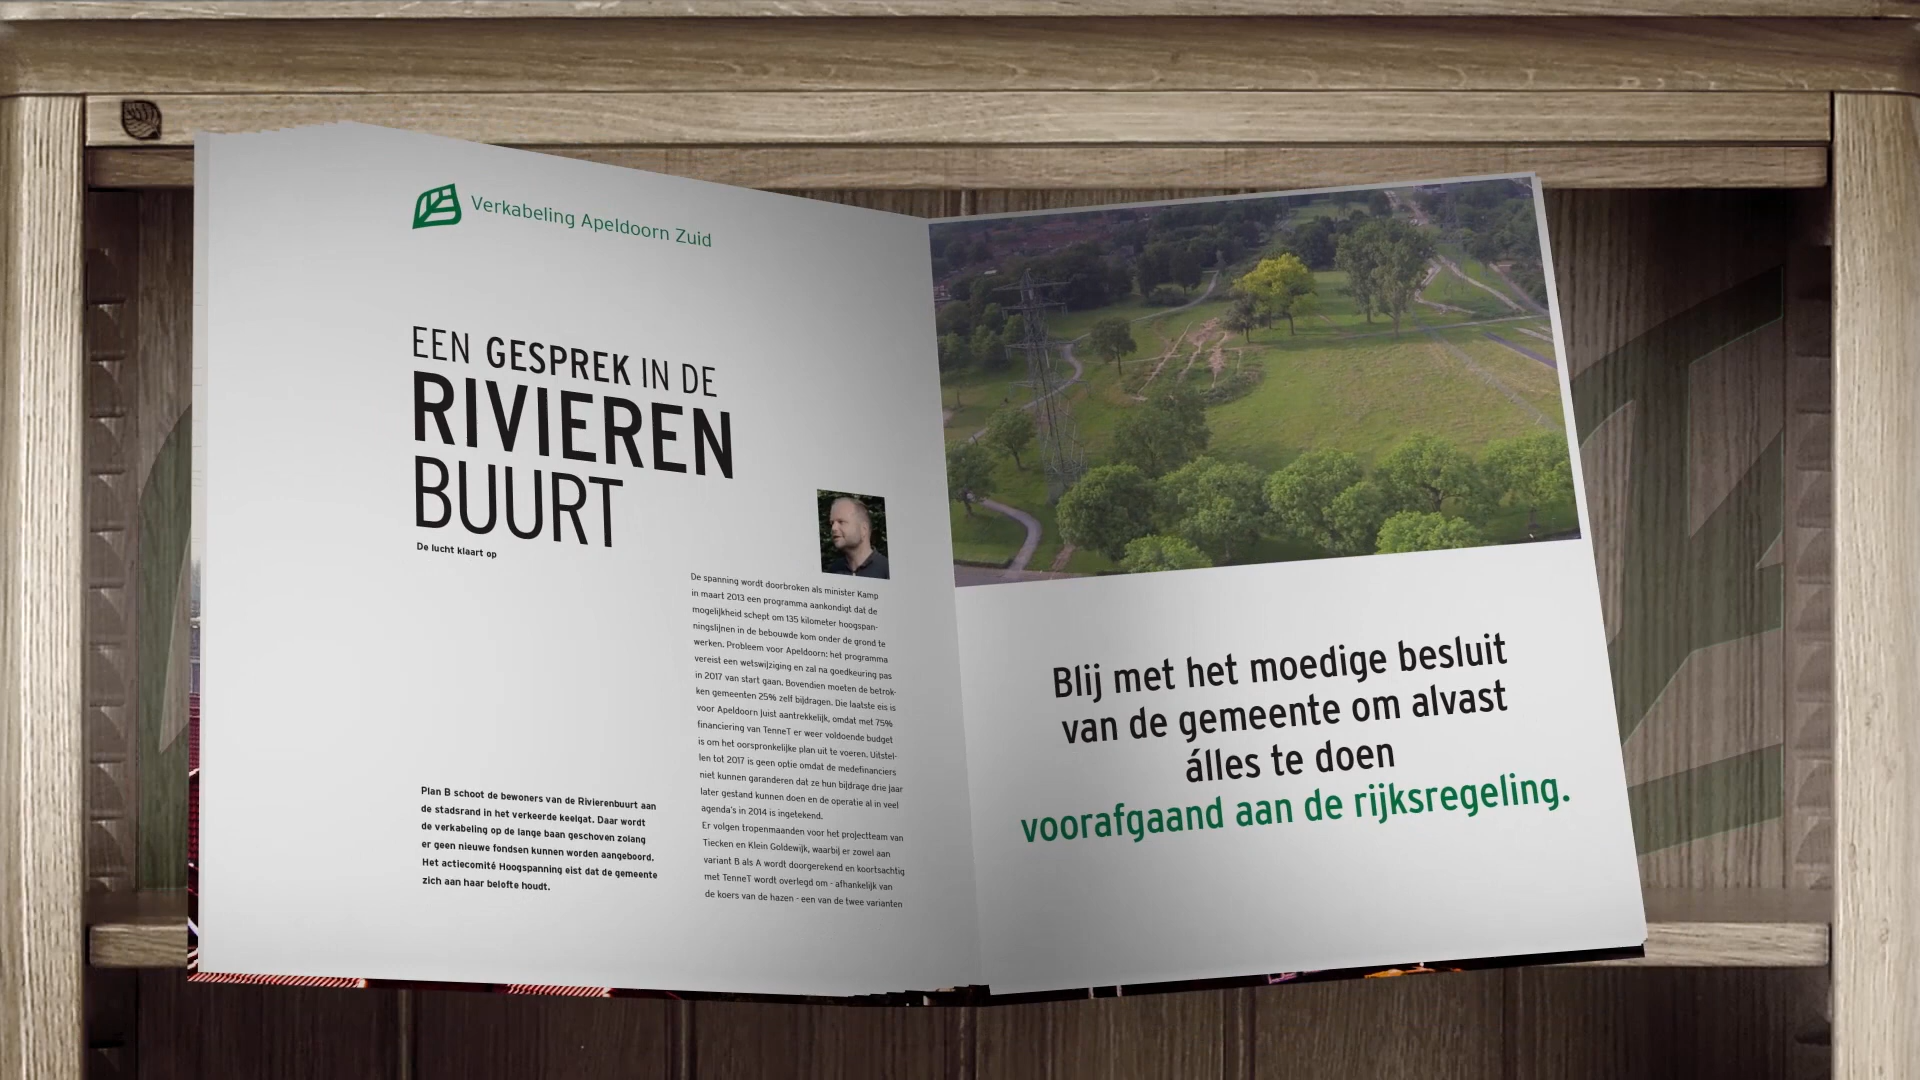 Verkabeling Apeldoorn Zuid
EEN GESPREK IN DE
RIVIEREN
BUURT
De lucht klaart op
Plan B schoot de bewoners van de Rivierenbuurt aan
de stadsrand in het verkeerde keelgat. Daar wordt
de verkabeling op de lange baan geschoven zolang
er geen nieuwe fondsen kunnen worden aangeboord.
Het actiecomité Hoogspanning eist dat de gemeente
zich aan haar belofte houdt.
De spanning wordt doorbroken als minister Kamp
in maart 2013 een programma aankondigt dat de
mogelijkheid schept om 135 kilometer hoogspan-
ningslijnen in de bebouwde kom onder de grond te
werken. Probleem voor Apeldoorn: het programma
vereist een wetswijziging en zal na goedkeuring pas
in 2017 van start gaan. Bovendien moeten de betrok-
ken gemeenten 25% zelf bijdragen. Die laatste eis is
voor Apeldoorn juist aantrekkelijk, omdat met 75%
financiering van TenneT er weer voldoende budget
is om het oorspronkelijke plan uit te voeren. Uitstel-
len tot 2017 is geen optie omdat de medefinanciers
niet kunnen garanderen dat ze hun bijdrage drie jaar
later gestand kunnen doen en de operatie al in veel
agenda's in 2014 is ingetekend.
Er volgen tropenmaanden voor het projectteam van
Tiecken en Klein Goldewijk, waarbij er zowel aan
variant B als A wordt doorgerekend en koortsachtig
met TenneT wordt overlegd om - afhankelijk van
de koers van de hazen - een van de twee varianten
Blij met het moedige besluit
van de gemeente om alvast
álles te doen
voorafgaand aan de rijksregeling.